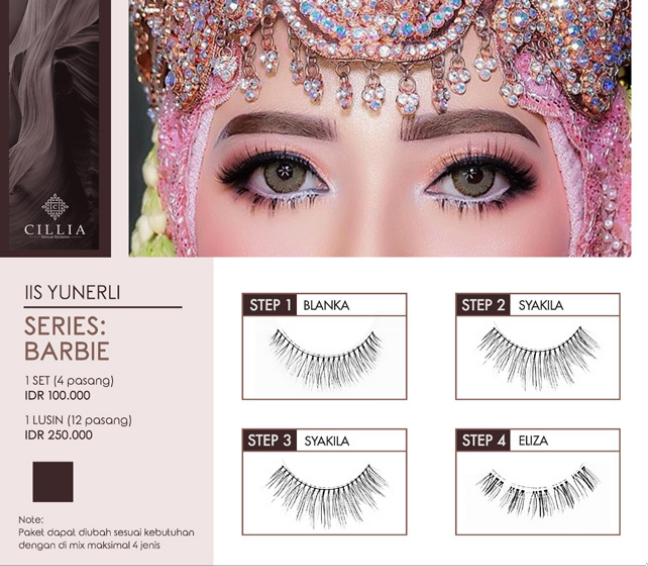 CILLIA
IIS YUNERLI
SERIES:
BARBIE
1 SET (4 pasang)
IDR 100.000
1 LUSIN (12 pasang)
IDR 250.000
Note:
Paket dapat diubah sesuai kebutuhan
dengan di mix maksimal 4 jenis
STEP 1 BLANKA
STEP 2 SYAKILA
STEP 3 SYAKILA
STEP 4 ELIZA